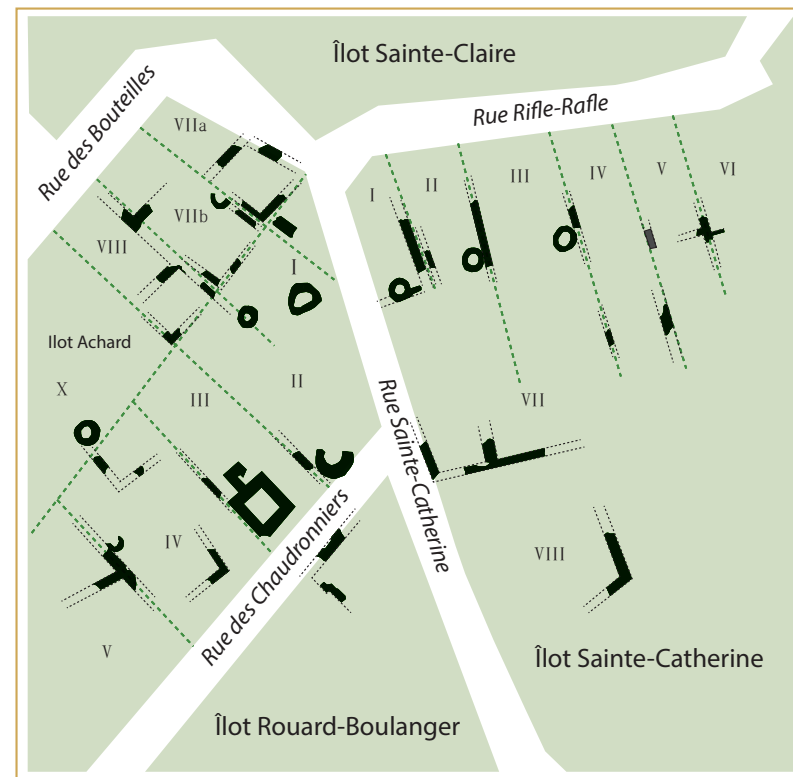 Îlot Sainte-Claire
Rue des Bouteilles
Rue Rifle-Rafle
VIIa
VIIb
VIII
I
I
II
III
IV
V
VI
Ilot Achard
X
III
II
VII
Rue Sainte-Catherine
IV
Rue des Chaudronniers
VIII
V
Îlot Sainte-Catherine
Îlot Rouard-Boulanger